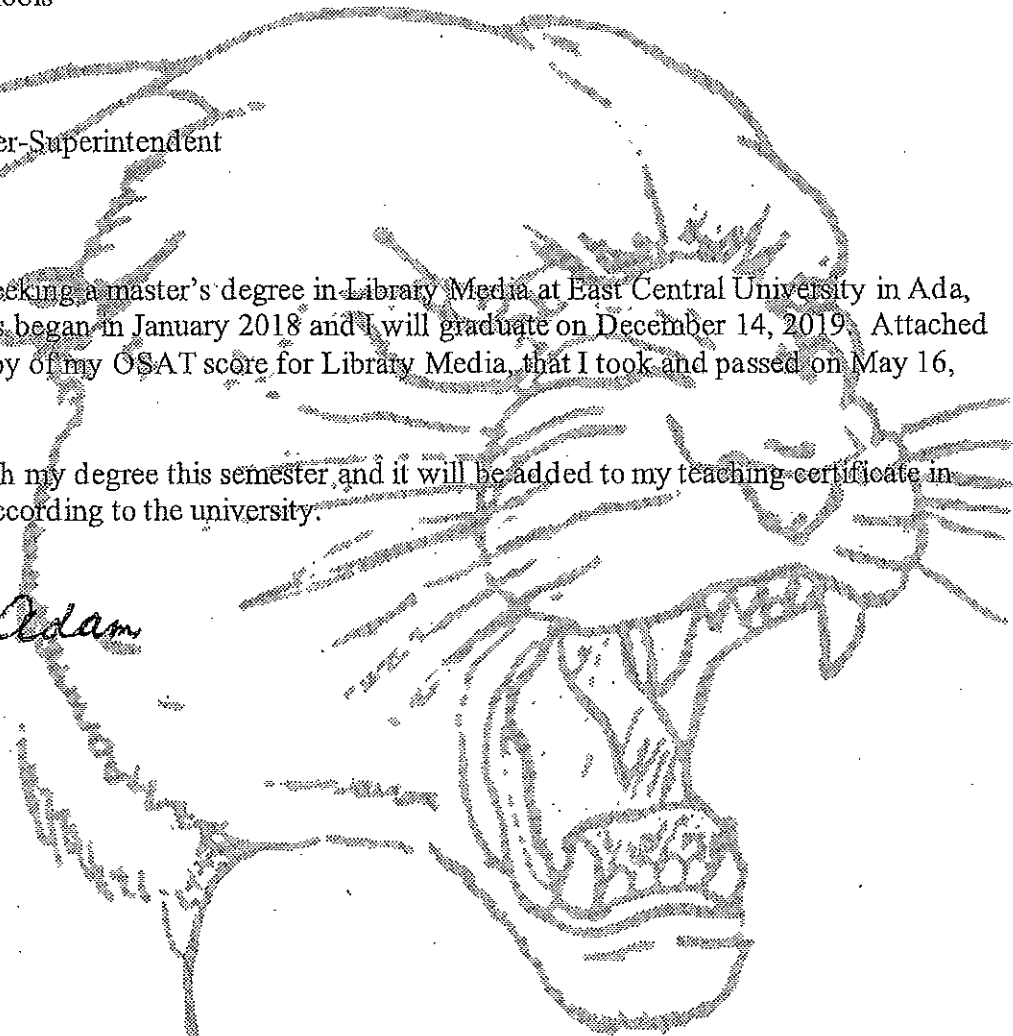 ools
er-Superintendent
eeking a master's degree in Library Media at East Central University in Ada,
s began in January 2018 and I will graduate on December 14, 2019. Attached
py of my OSAT score for Library Media, that I took and passed on May 16,
h my degree this semester and it will be added to my teaching certificate in
ccording to the university.
Adam